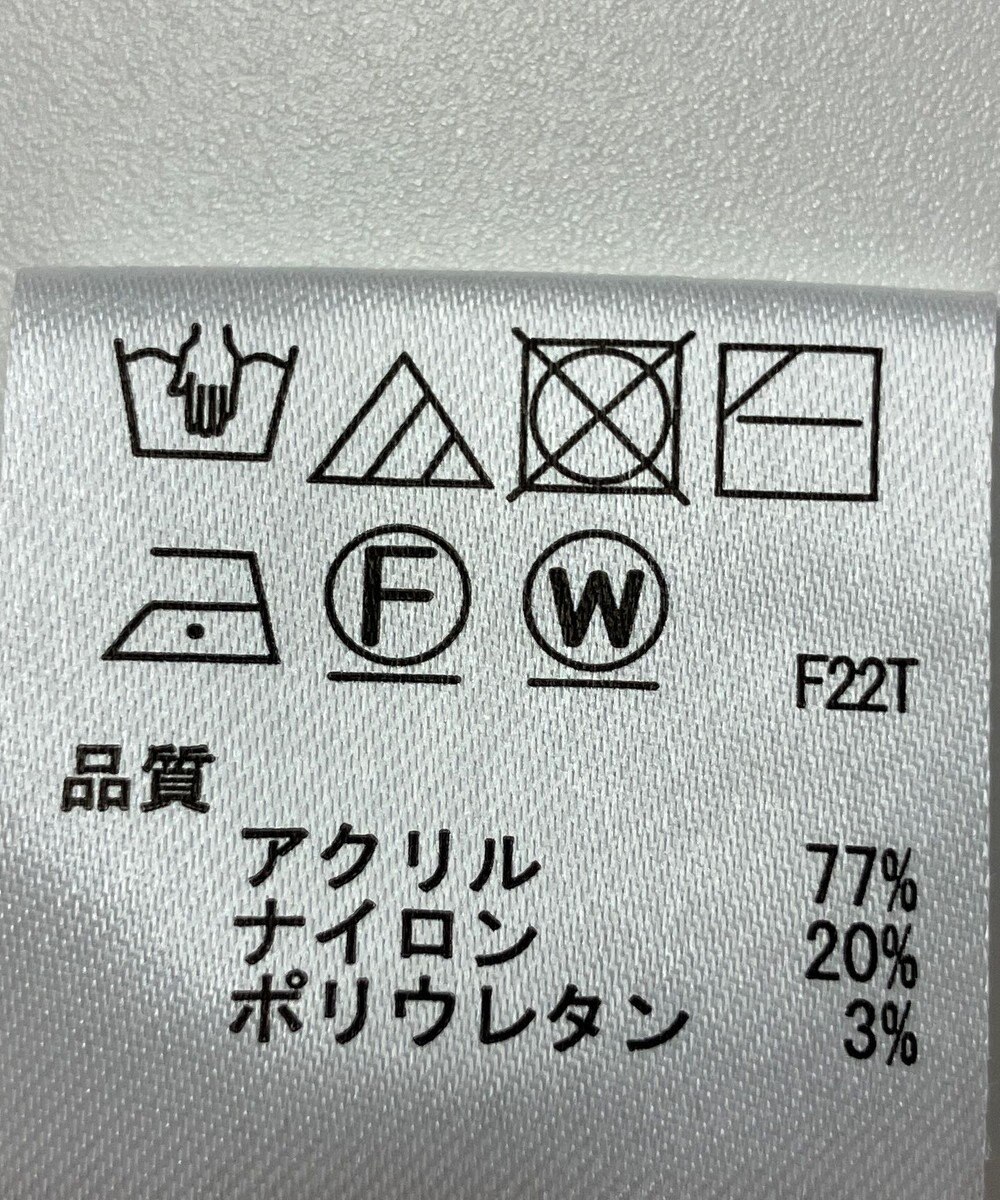 F
W
F22T
品質
アクリル 77%
ナイロン 20%
ポリウレタン 3%